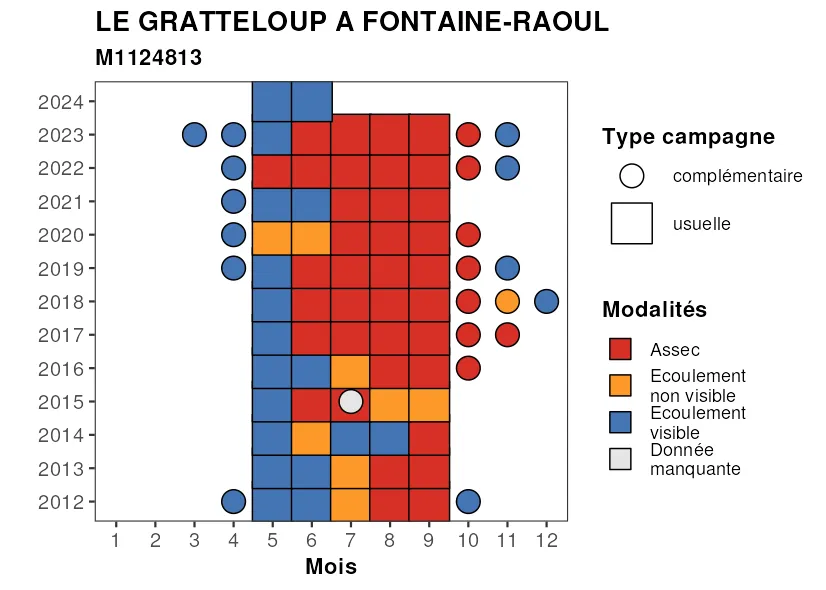 LE GRATTELOUP A FONTAINE-RAOUL
M1124813
2024
2023
2022
2021
2020
2019
2018
2017
2016
2015
2014
2013
2012
1 2 3 4 5 6 7 8 9 10 11 12
Mois
Type campagne
complémentaire
usuelle
Modalités
Assec
Ecoulement
non visible
Ecoulement
visible
Donnée
manquante